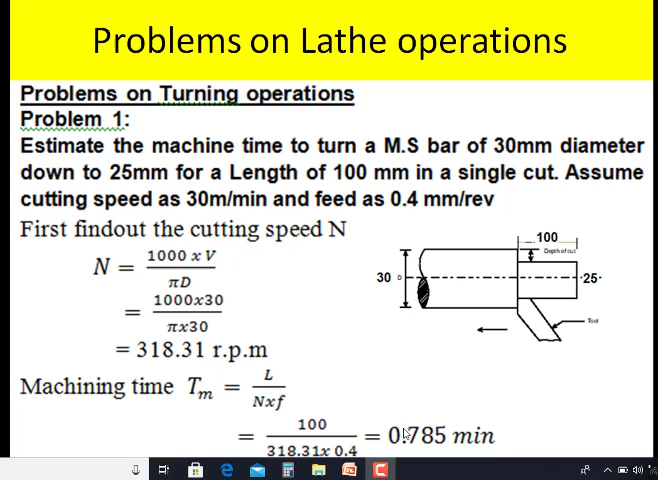 Problems on Lathe operations
Problems on Turning operations
Problem 1:
Estimate the machine time to turn a M.S bar of 30mm diameter
down to 25mm for a Length of 100 mm in a single cut. Assume
cutting speed as 30m/min and feed as 0.4 mm/rev
First findout the cutting speed N
N = 1000 x V / πD
= 1000x30 / πx30
= 318.31 r.p.m
Machining time Tm = L / Nxf
= 100 / 318.31x 0.4 = 0.785 min
100
Depth of cut
30 D
25
Tool